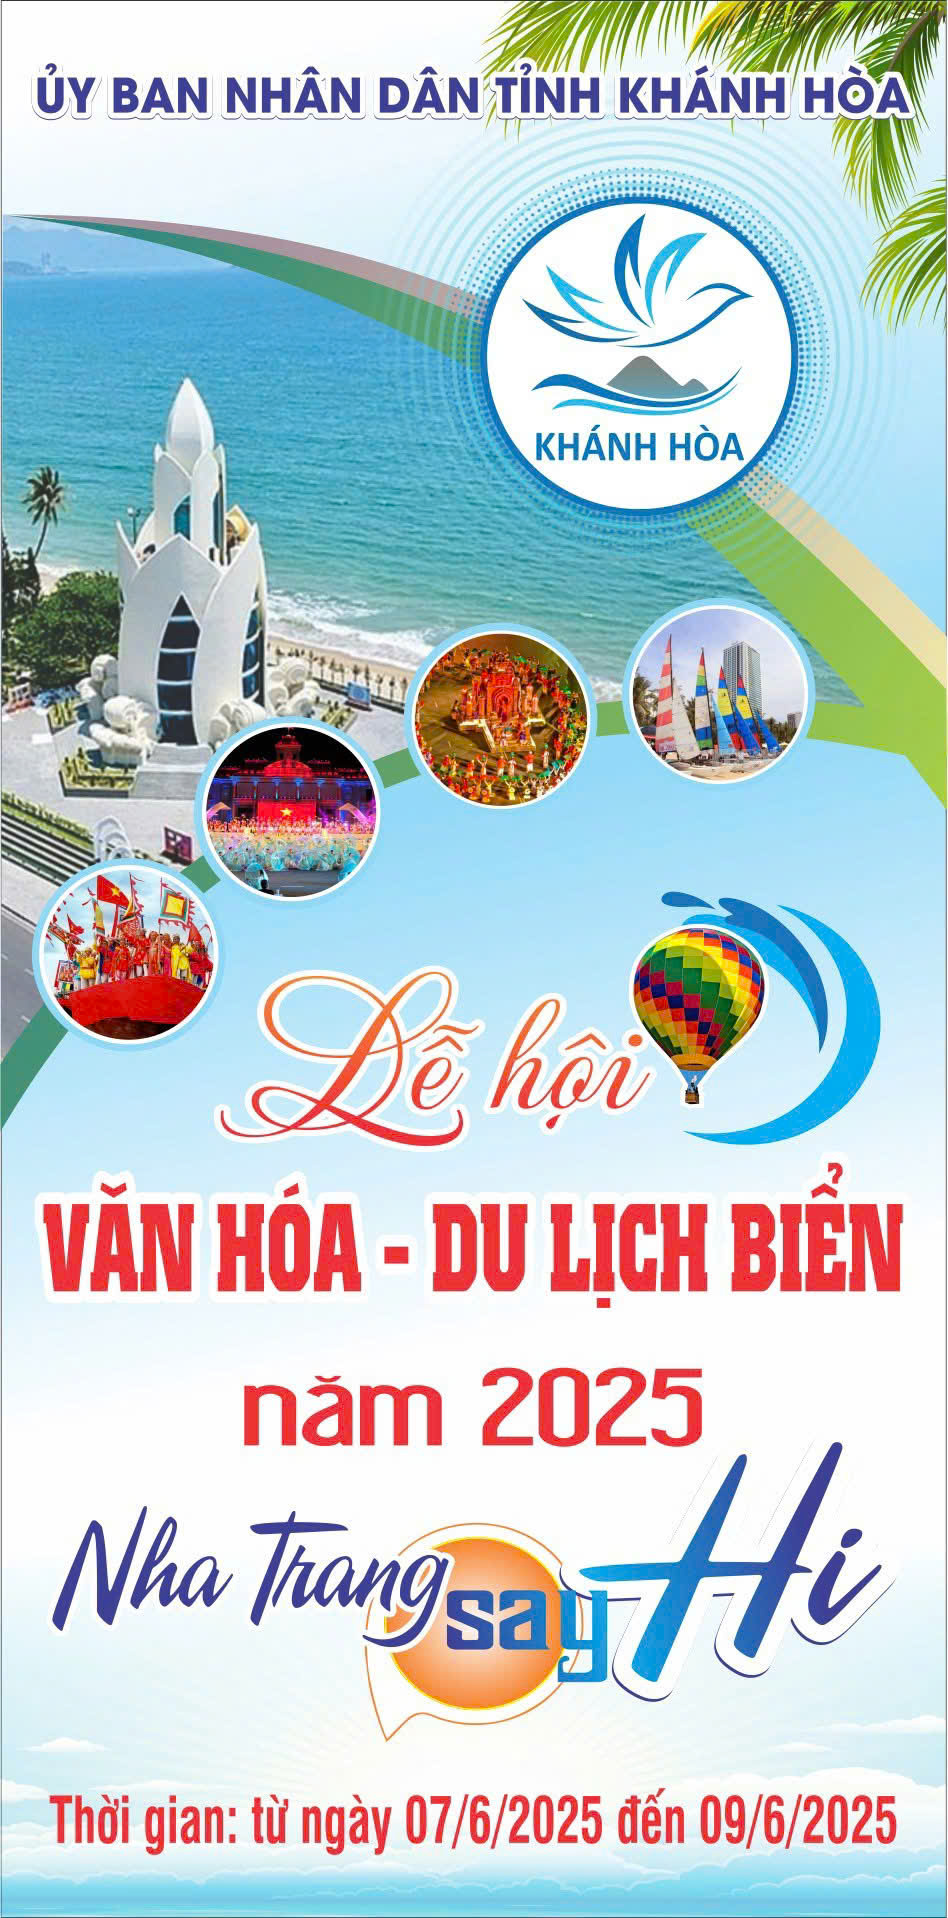 ỦY BAN NHÂN DÂN TỈNH KHÁNH HÒA
KHÁNH HÒA
Lễ hội
VĂN HÓA - DU LỊCH BIỂN
năm 2025
Nha Trang say Hi
Thời gian: từ ngày 07/6/2025 đến 09/6/2025